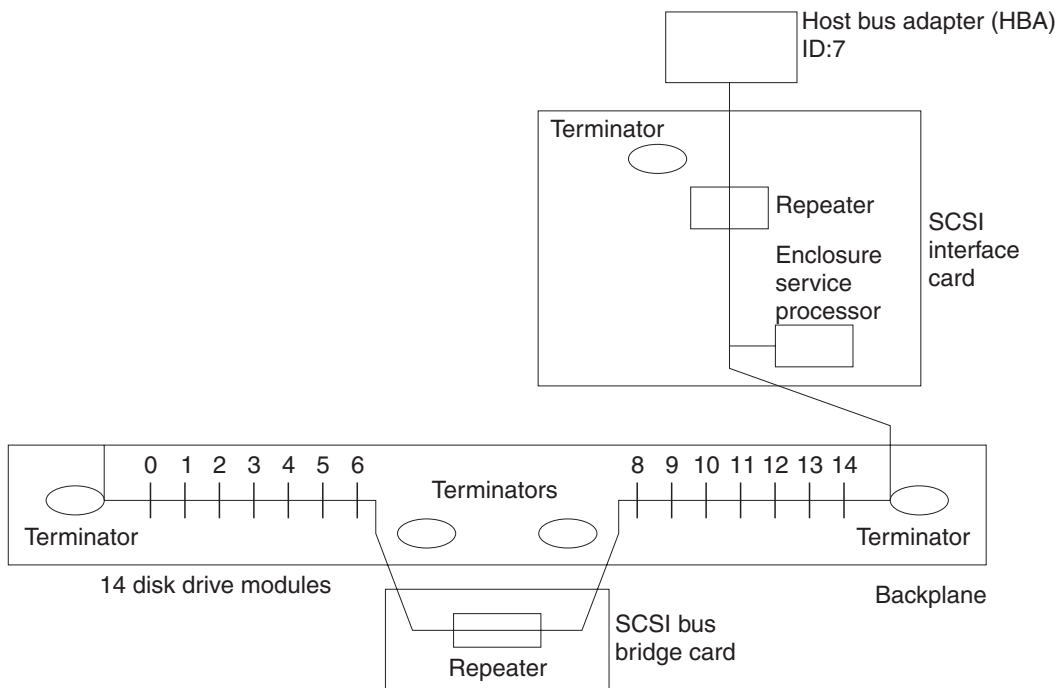 Host bus adapter (HBA)
ID:7
Terminator
Repeater
SCSI
interface
card
Enclosure
service
processor
0 1 2 3 4 5 6
8 9 10 11 12 13 14
Terminators
Terminator
Terminator
14 disk drive modules
Backplane
SCSI bus
bridge card
Repeater